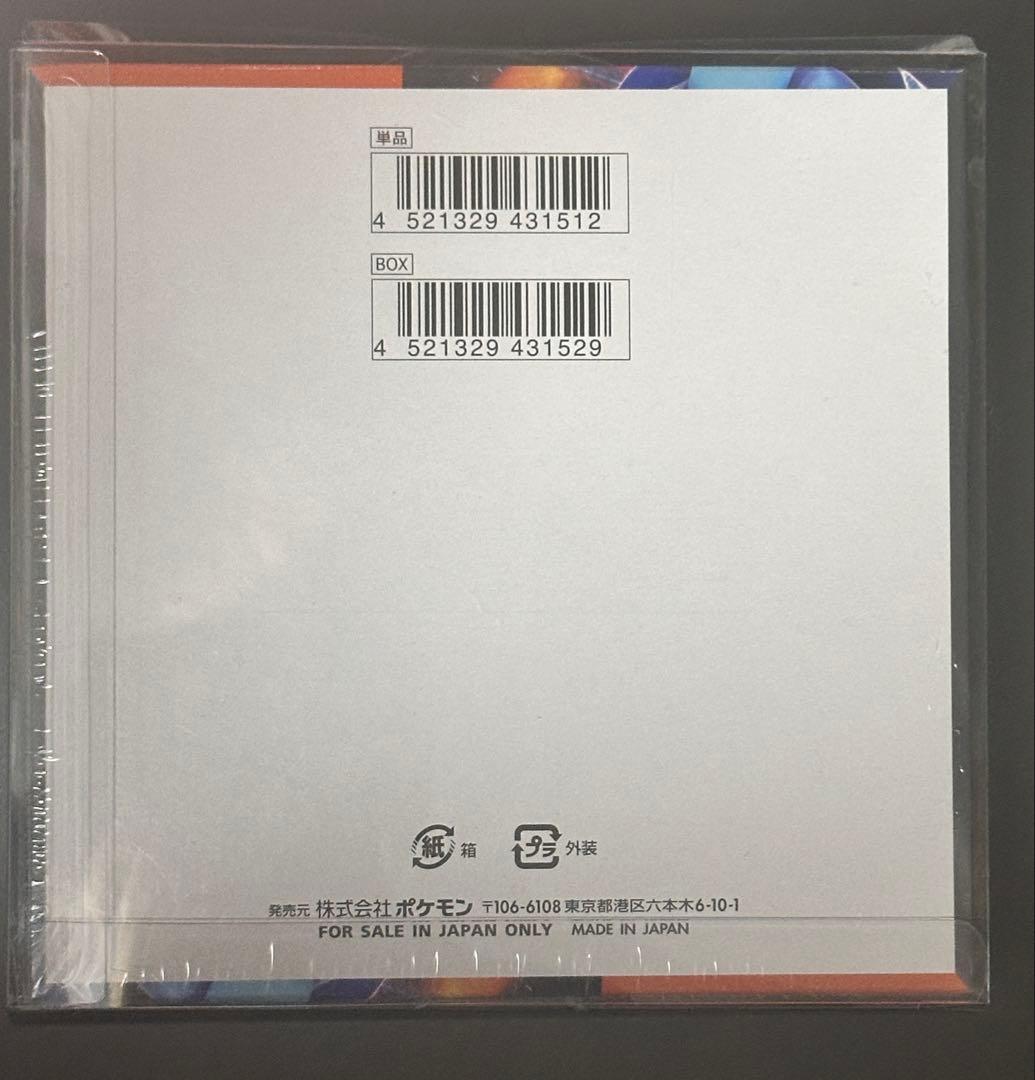 単品
4 521329 431512
BOX
4 521329 431529
紙 箱 プラ 外装
発売元 株式会社ポケモン 〒106-6108 東京都港区六本木6-10-1
FOR SALE IN JAPAN ONLY MADE IN JAPAN